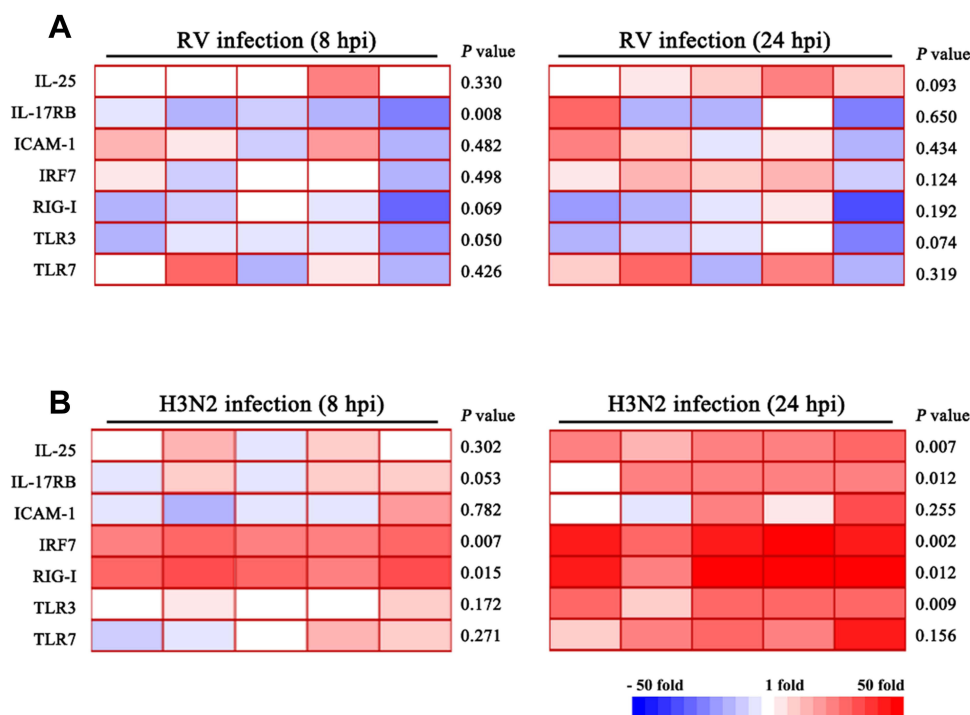 A
RV infection (8 hpi)
P value
RV infection (24 hpi)
P value
IL-25
0.330
0.093
IL-17RB
0.008
0.650
ICAM-1
0.482
0.434
IRF7
0.498
0.124
RIG-I
0.069
0.192
TLR3
0.050
0.074
TLR7
0.426
0.319
B
H3N2 infection (8 hpi)
P value
H3N2 infection (24 hpi)
P value
IL-25
0.302
0.007
IL-17RB
0.053
0.012
ICAM-1
0.782
0.255
IRF7
0.007
0.002
RIG-I
0.015
0.012
TLR3
0.172
0.009
TLR7
0.271
0.156
- 50 fold
1 fold
50 fold